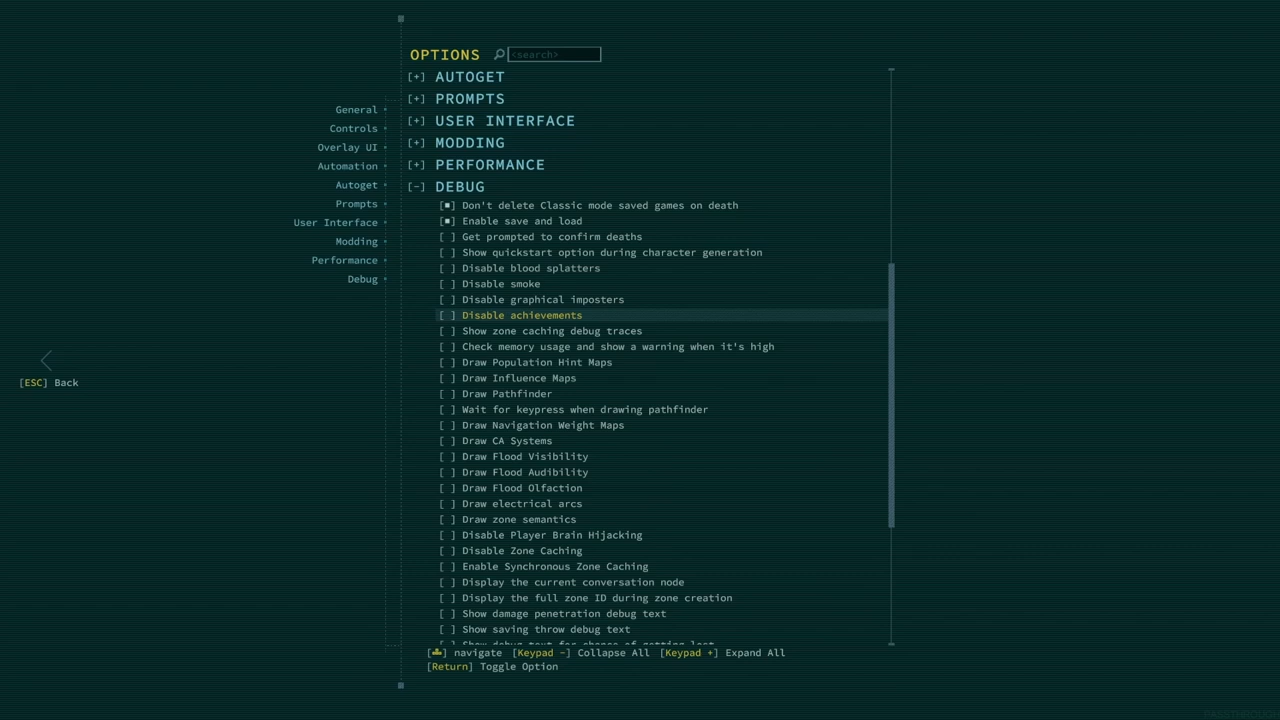 OPTIONS <search>
[+] AUTOGET
[+] PROMPTS
[+] USER INTERFACE
[+] MODDING
[+] PERFORMANCE
[-] DEBUG
[■] Don't delete Classic mode saved games on death
[■] Enable save and load
[ ] Get prompted to confirm deaths
[ ] Show quickstart option during character generation
[ ] Disable blood splatters
[ ] Disable smoke
[ ] Disable graphical imposters
[ ] Disable achievements
[ ] Show zone caching debug traces
[ ] Check memory usage and show a warning when it's high
[ ] Draw Population Hint Maps
[ ] Draw Influence Maps
[ ] Draw Pathfinder
[ ] Wait for keypress when drawing pathfinder
[ ] Draw Navigation Weight Maps
[ ] Draw CA Systems
[ ] Draw Flood Visibility
[ ] Draw Flood Audibility
[ ] Draw Flood Olfaction
[ ] Draw electrical arcs
[ ] Draw zone semantics
[ ] Disable Player Brain Hijacking
[ ] Disable Zone Caching
[ ] Enable Synchronous Zone Caching
[ ] Display the current conversation node
[ ] Display the full zone ID during zone creation
[ ] Show damage penetration debug text
[ ] Show saving throw debug text
General
Controls
Overlay UI
Automation
Autoget
Prompts
User Interface
Modding
Performance
Debug
[ESC] Back
navigate [Keypad -] Collapse All [Keypad +] Expand All
[Return] Toggle Option